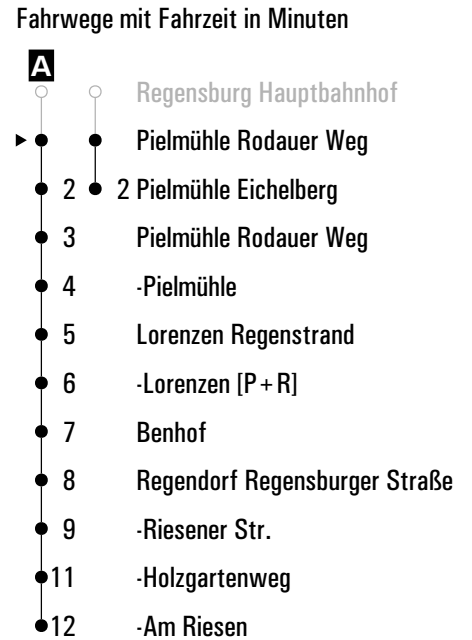 Fahrwege mit Fahrzeit in Minuten
A
Regensburg Hauptbahnhof
Pielmühle Rodauer Weg
2 2 Pielmühle Eichelberg
3 Pielmühle Rodauer Weg
4 -Pielmühle
5 Lorenzen Regenstrand
6 -Lorenzen [P+R]
7 Benhof
8 Regendorf Regensburger Straße
9 -Riesener Str.
11 -Holzgartenweg
12 -Am Riesen